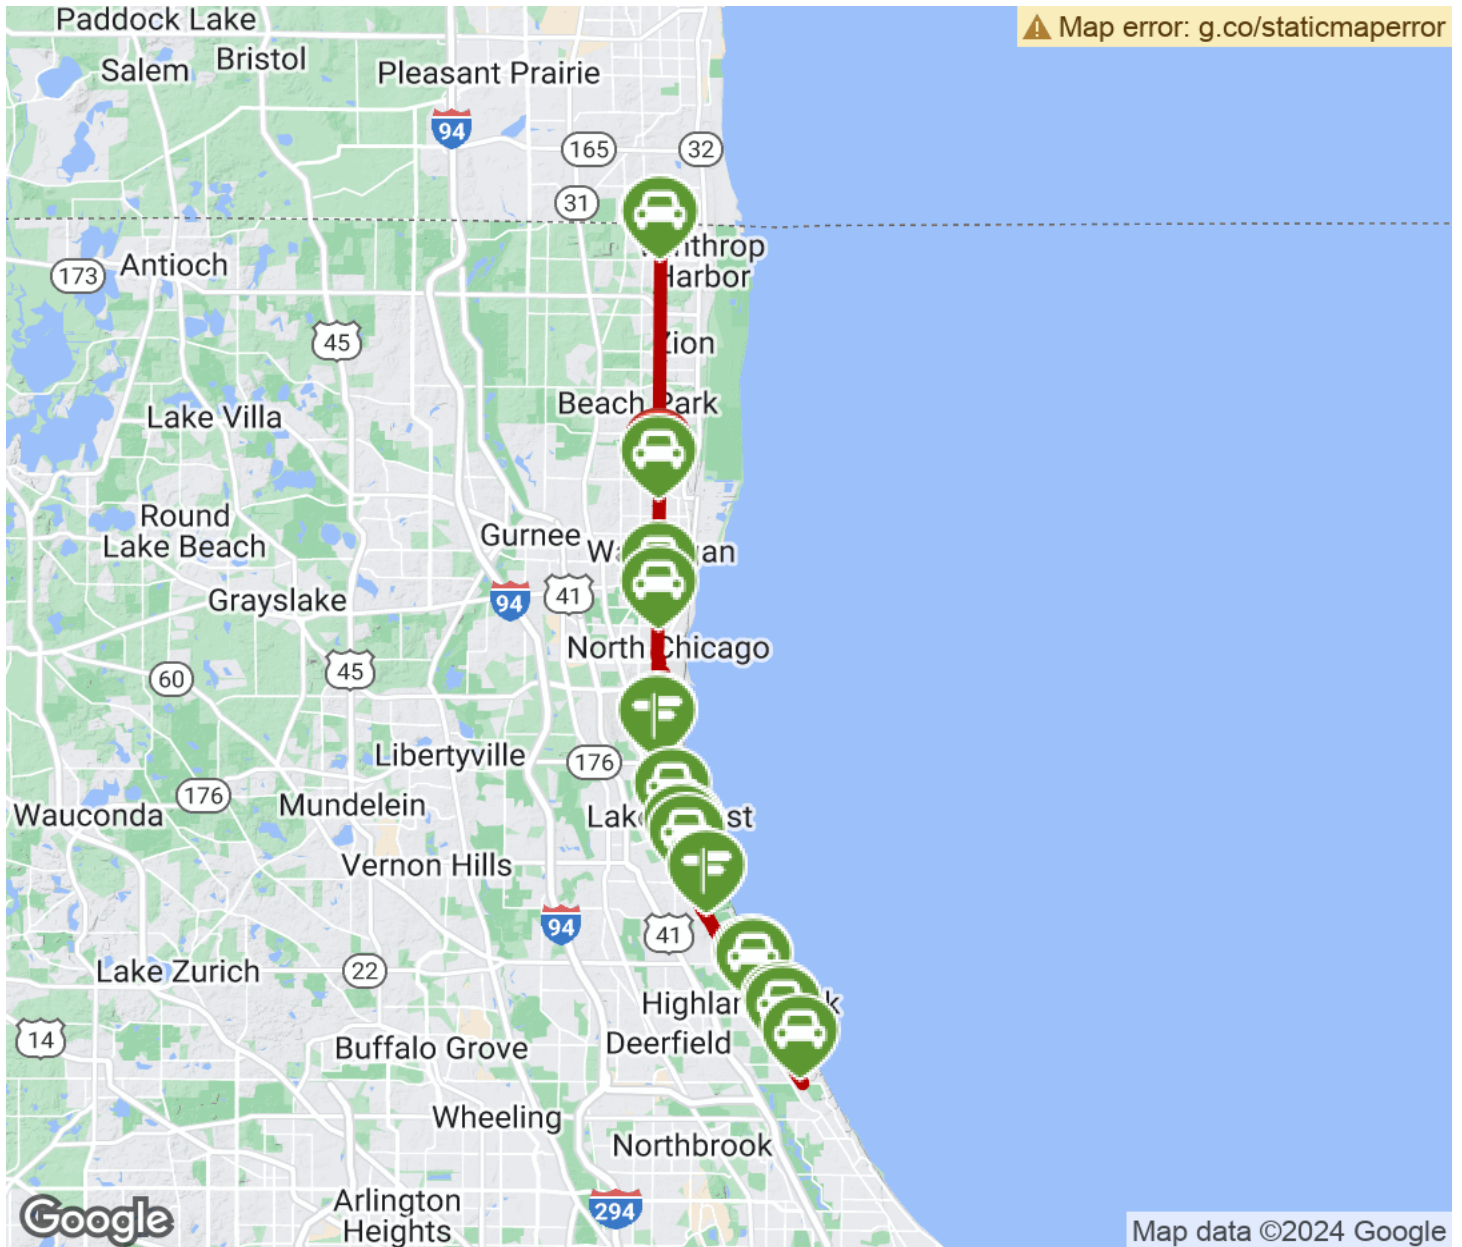 Paddock Lake
Map error: g.co/staticmaperror
Salem
Bristol
Pleasant Prairie
94
165
32
31
Harbor
173
Antioch
45
Beach Park
Lake Villa
Round
Lake Beach
Gurnee
Grayslake
94
41
North Chicago
60
45
Libertyville
176
176
Mundelein
Wauconda
Vernon Hills
94
41
Lake Zurich
22
14
Buffalo Grove
Deerfield
Wheeling
Northbrook
Arlington
Heights
294
Google
Map data ©2024 Google